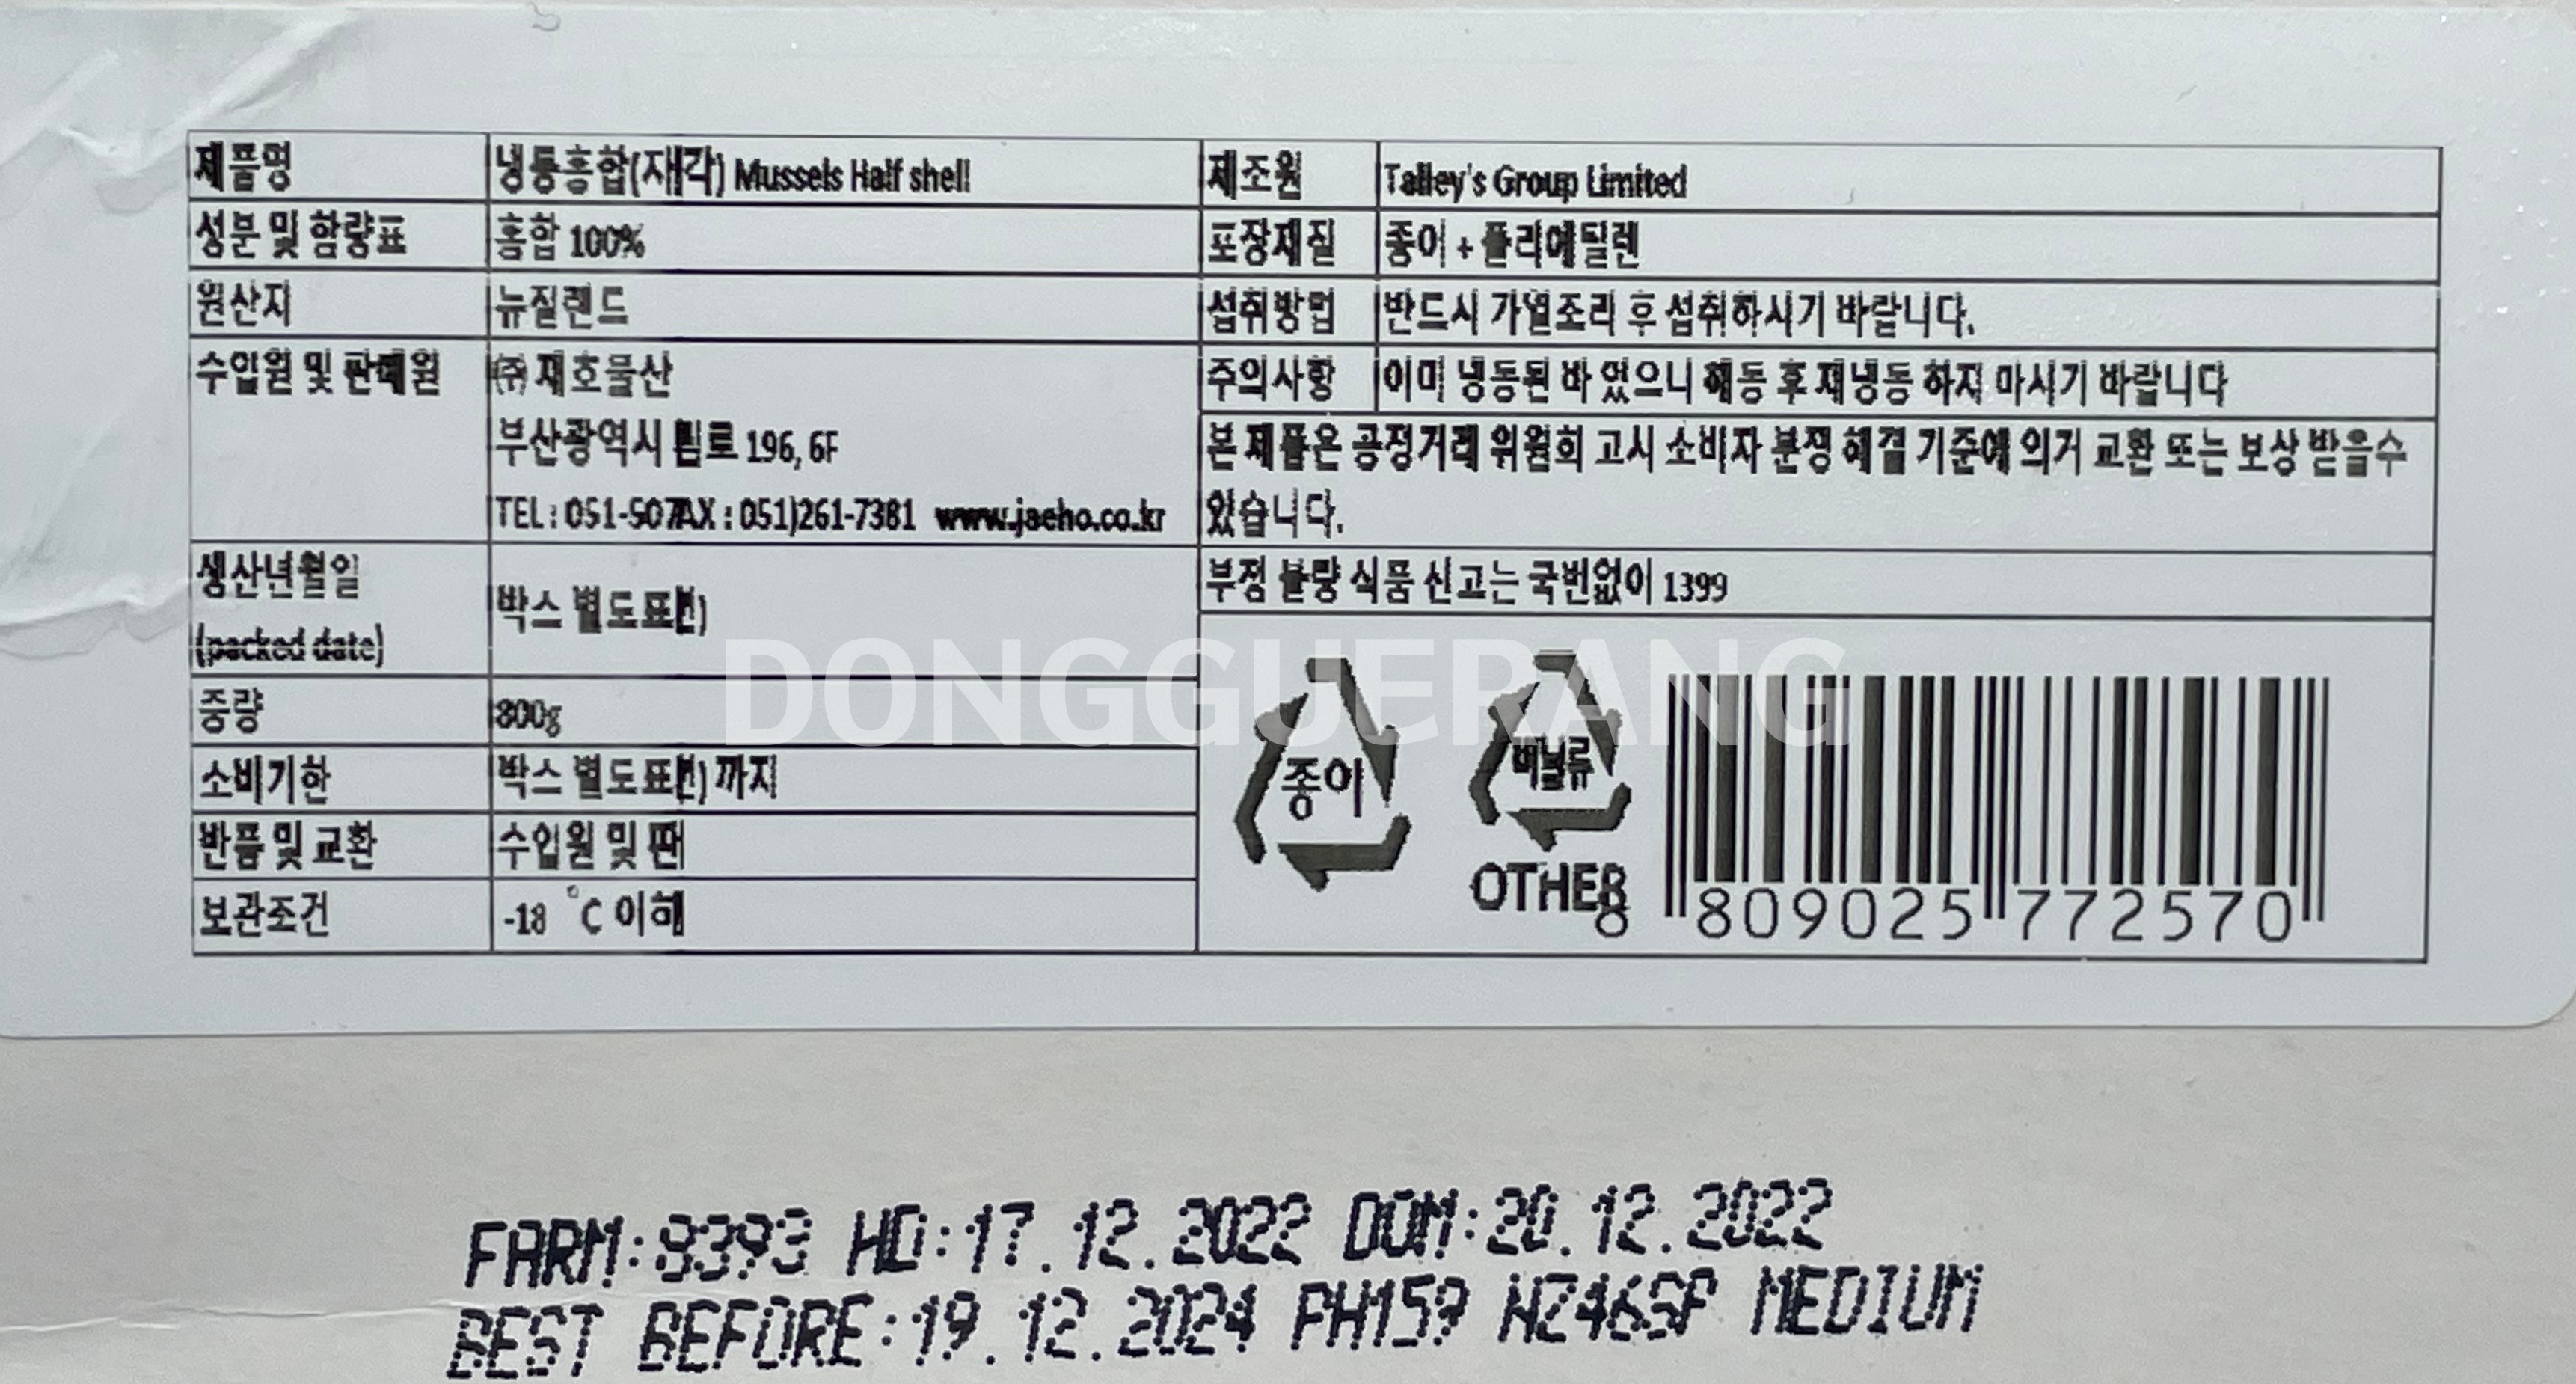 제품명 냉동홍합(자각) Mussels Half shell
성분 및 함량표 홍합 100%
원산지 뉴질랜드
수입원 및 판매원 ㈜ 재호물산
부산광역시 196, 6F
TEL : 051-507 FAX : 051)261-7381 www.jaeho.co.kr
생산년월일
(packed date)
박스 별도표
중량 800g
소비기한 박스 별도표 까지
반품 및 교환 수입원 및 판
보관조건 -18 ℃ 이하
제조원 Talley's Group Limited
포장재질 종이 + 폴리에틸렌
섭취방법 반드시 가열조리 후 섭취하시기 바랍니다.
주의사항 이미 냉동된 바 있으니 해동 후 재냉동 하지 마시기 바랍니다
본 제품은 공정거래 위원회 고시 소비자 분쟁 해결 기준에 의거 교환 또는 보상 받을수
있습니다.
부정 불량 식품 신고는 국번없이 1399
종이
비닐류
OTHER
8 809025 772570
DONGGUERANG
FARM:8393 HD:17.12.2022 DOM:20.12.2022
BEST BEFORE:19.12.2024 PH159 NZ46SP MEDIUM